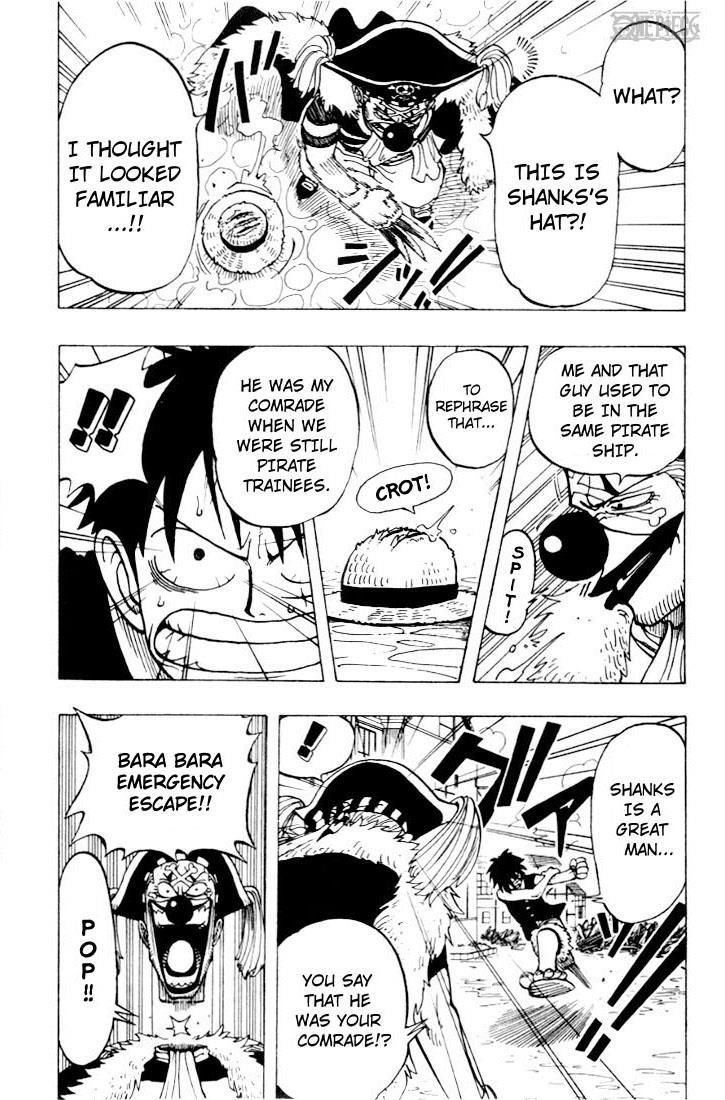 ONE PIECE
WHAT?
THIS IS
SHANKS'S
HAT?!
I THOUGHT
IT LOOKED
FAMILIAR
...!!
ME AND THAT
GUY USED TO
BE IN THE
SAME PIRATE
SHIP.
SPIT!
TO
REPHRASE
THAT...
CROT!
HE WAS MY
COMRADE
WHEN WE
WERE STILL
PIRATE
TRAINEES.
!!
SHANKS
IS A
GREAT
MAN...
!
YOU SAY
THAT HE
WAS YOUR
COMRADE!?
BARA BARA
EMERGENCY
ESCAPE!!
POP!!